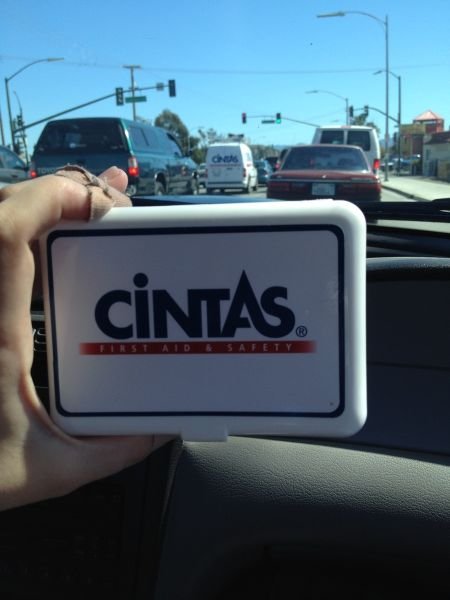 CINTAS
CINTAS®
FIRST AID & SAFETY